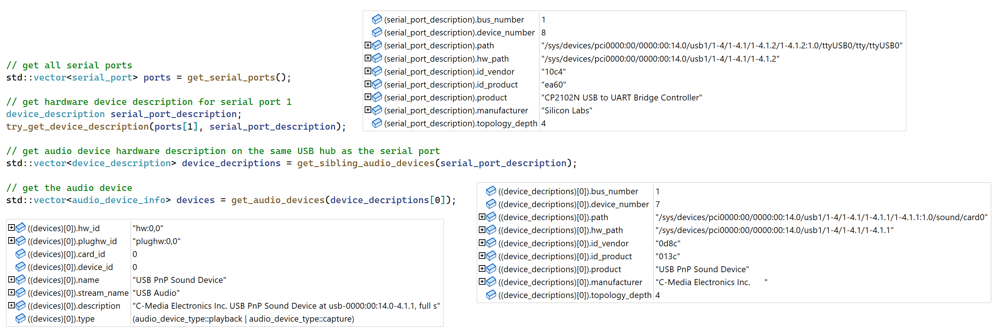 // get all serial ports
std::vector<serial_port> ports = get_serial_ports();
// get hardware device description for serial port 1
device_description serial_port_description;
try_get_device_description(ports[1], serial_port_description);
(serial_port_description).bus_number 1
(serial_port_description).device_number 8
(serial_port_description).path "/sys/devices/pci0000:00/0000:00:14.0/usb1/1-4/1-4.1/1-4.1.2/1-4.1.2:1.0/ttyUSB0/tty/ttyUSB0"
(serial_port_description).hw_path "/sys/devices/pci0000:00/0000:00:14.0/usb1/1-4/1-4.1/1-4.1.2"
(serial_port_description).id_vendor "10c4"
(serial_port_description).id_product "ea60"
(serial_port_description).product "CP2102N USB to UART Bridge Controller"
(serial_port_description).manufacturer "Silicon Labs"
(serial_port_description).topology_depth 4
// get audio device hardware description on the same USB hub as the serial port
std::vector<device_description> device_decriptions = get_sibling_audio_devices(serial_port_description);
// get the audio device
std::vector<audio_device_info> devices = get_audio_devices(device_decriptions[0]);
((device_decriptions)[0]).bus_number 1
((device_decriptions)[0]).device_number 7
((device_decriptions)[0]).path "/sys/devices/pci0000:00/0000:00:14.0/usb1/1-4/1-4.1/1-4.1.1/1-4.1.1:1.0/sound/card0"
((device_decriptions)[0]).hw_path "/sys/devices/pci0000:00/0000:00:14.0/usb1/1-4/1-4.1/1-4.1.1"
((device_decriptions)[0]).id_vendor "0d8c"
((device_decriptions)[0]).id_product "013c"
((device_decriptions)[0]).product "USB PnP Sound Device"
((device_decriptions)[0]).manufacturer "C-Media Electronics Inc.      "
((device_decriptions)[0]).topology_depth 4
((devices)[0]).hw_id "hw:0,0"
((devices)[0]).plughw_id "plughw:0,0"
((devices)[0]).card_id 0
((devices)[0]).device_id 0
((devices)[0]).name "USB PnP Sound Device"
((devices)[0]).stream_name "USB Audio"
((devices)[0]).description "C-Media Electronics Inc. USB PnP Sound Device at usb-0000:00:14.0-4.1.1, full s"
((devices)[0]).type (audio_device_type::playback | audio_device_type::capture)